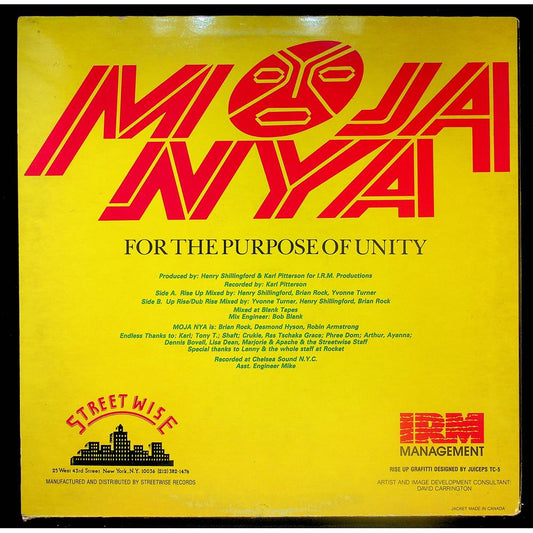 MOJA
NYA
FOR THE PURPOSE OF UNITY
Produced by: Henry Shillingford & Karl Pitterson for I.R.M. Productions
Recorded by: Karl Pitterson
Side A. Rise Up Mixed by: Henry Shillingford, Brian Rock, Yvonne Turner
Side B. Up Rise/Dub Rise Mixed by: Yvonne Turner, Henry Shillingford, Brian Rock
Mixed at Blank Tapes
Mix Engineer: Bob Blank
MOJA NYA is: Brian Rock, Desmond Hyson, Robin Armstrong
Endless Thanks to: Karl; Tony T.; Shaft; Crukie, Ras Tschaka Grace; Phree Dom; Arthur, Ayanna;
Dennis Bovell, Lisa Dean, Marjorie & Apache & the Streetwise Staff
Special thanks to Lenny & the whole staff at Rocket
Recorded at Chelsea Sound N.Y.C.
Asst. Engineer Mike
STREETWISE
25 West 43rd Street New York, N.Y. 10036 (212) 382-1476
MANUFACTURED AND DISTRIBUTED BY STREETWISE RECORDS
IRM
MANAGEMENT
RISE UP GRAFITTI DESIGNED BY JUICEPS TC-5
ARTIST AND IMAGE DEVELOPMENT CONSULTANT:
DAVID CARRINGTON
JACKET MADE IN CANADA